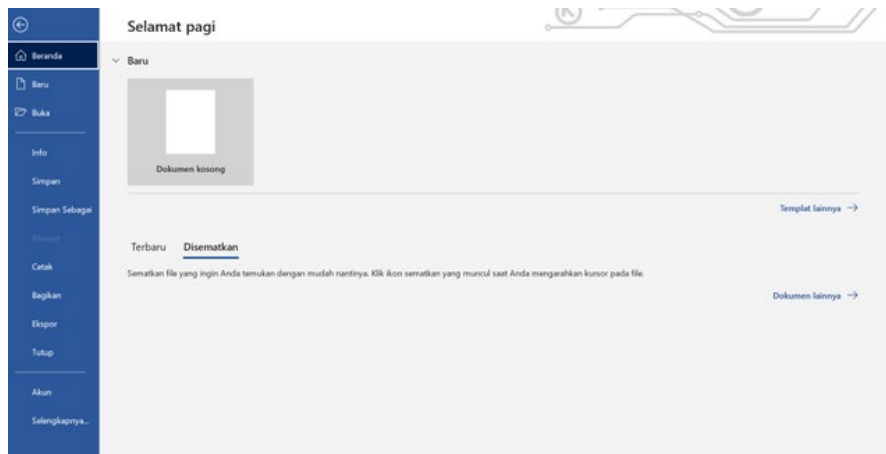 Selamat pagi
Beranda
Baru
Buka
Info
Simpan
Simpan Sebagai
Riwayat
Cetak
Bagikan
Ekspor
Tutup
Akun
Selengkapnya...
Baru
Dokumen kosong
Templat lainnya
Terbaru Disematkan
Sematkan file yang ingin Anda temukan dengan mudah nantinya. Klik ikon sematkan yang muncul saat Anda mengarahkan kursor pada file.
Dokumen lainnya